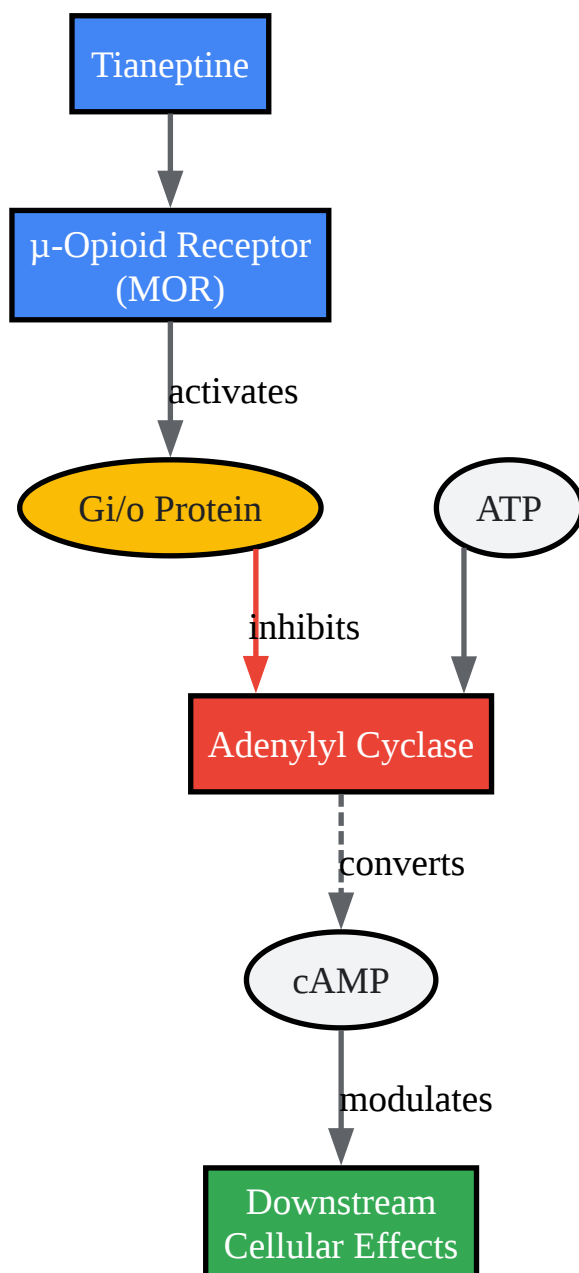 Tianeptine
µ-Opioid Receptor
(MOR)
activates
Gi/o Protein
ATP
inhibits
Adenylyl Cyclase
converts
cAMP
modulates
Downstream
Cellular Effects